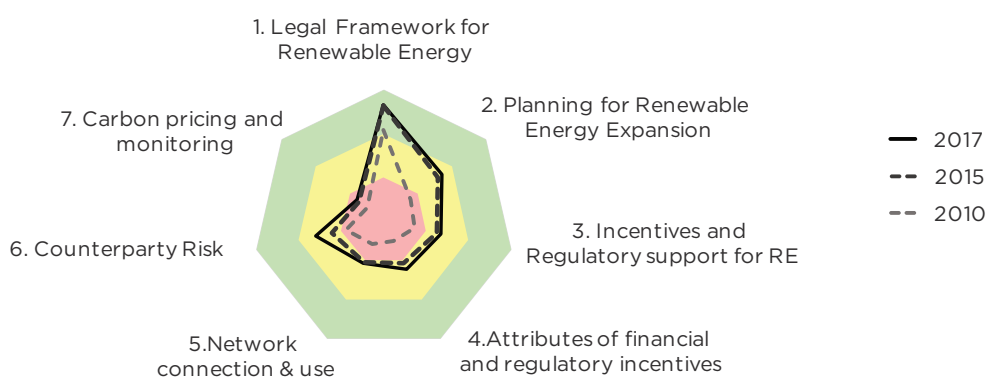 1. Legal Framework for
Renewable Energy
2. Planning for Renewable
Energy Expansion
3. Incentives and
Regulatory support for RE
4.Attributes of financial
and regulatory incentives
5.Network
connection & use
6. Counterparty Risk
7. Carbon pricing and
monitoring
2017
2015
2010